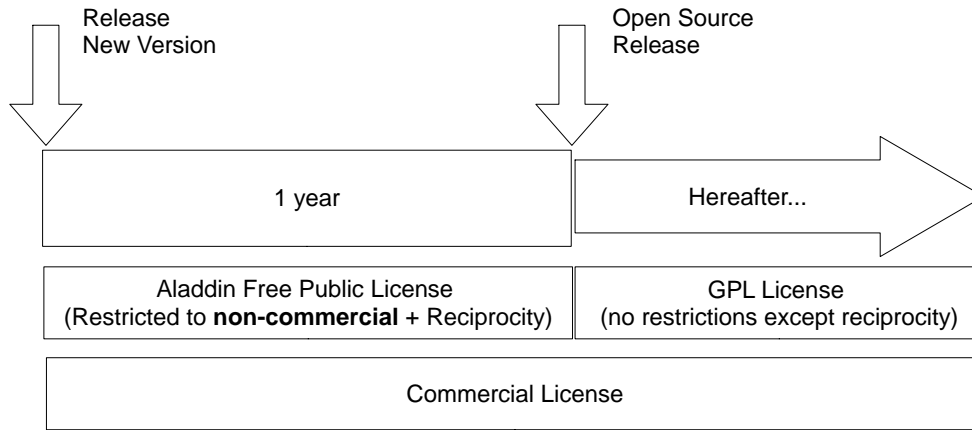 Release
New Version
Open Source
Release
1 year
Hereafter...
Aladdin Free Public License
(Restricted to non-commercial + Reciprocity)
GPL License
(no restrictions except reciprocity)
Commercial License